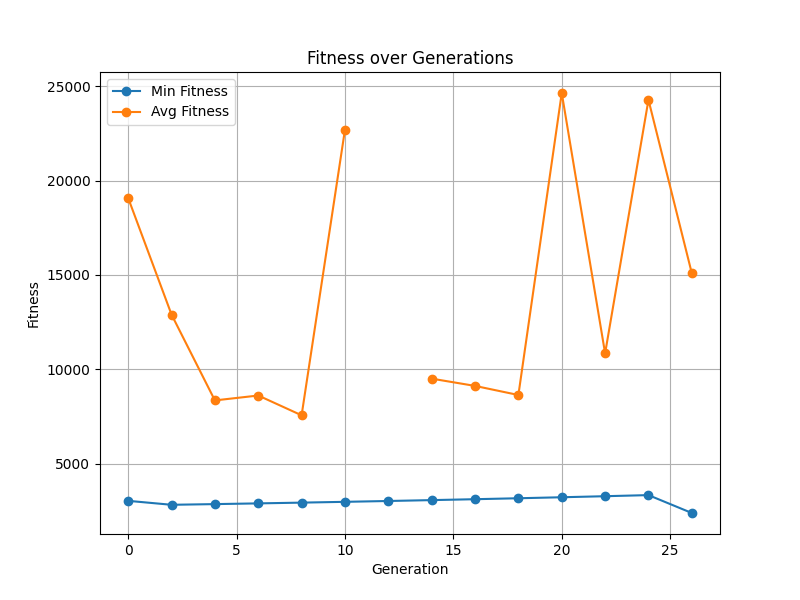 Fitness over Generations
Min Fitness
Avg Fitness
25000
20000
15000
10000
5000
Fitness
0 5 10 15 20 25
Generation